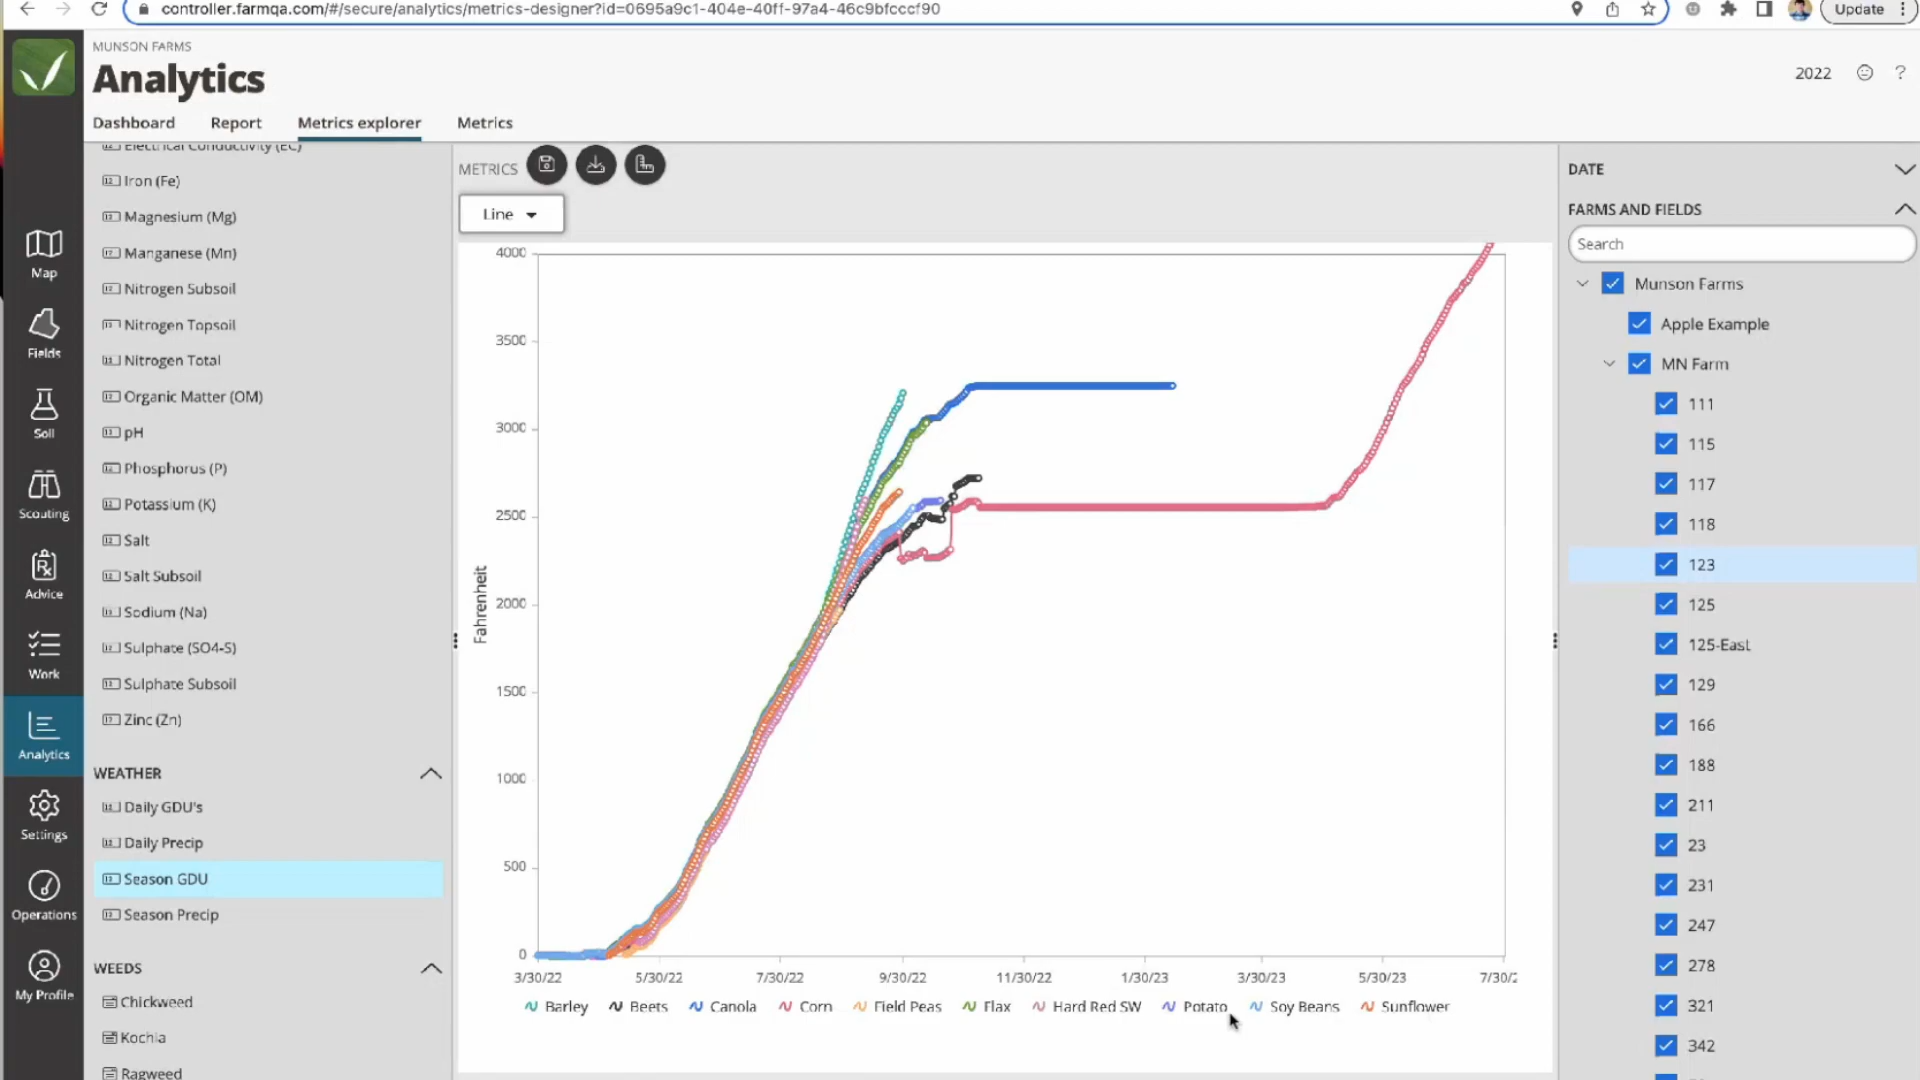 controller.farmqa.com/#/secure/analytics/metrics-designer?id=0695a9c1-404e-40ff-97a4-46c9bfcccf90
Update
MUNSON FARMS
Analytics
2022
?
Dashboard
Report
Metrics explorer
Metrics
Map
Fields
Soil
Scouting
Advice
Work
Analytics
Settings
Operations
My Profile
Electrical Conductivity (EC)
Iron (Fe)
Magnesium (Mg)
Manganese (Mn)
Nitrogen Subsoil
Nitrogen Topsoil
Nitrogen Total
Organic Matter (OM)
pH
Phosphorus (P)
Potassium (K)
Salt
Salt Subsoil
Sodium (Na)
Sulphate (SO4-S)
Sulphate Subsoil
Zinc (Zn)
WEATHER
Daily GDU's
Daily Precip
Season GDU
Season Precip
WEEDS
Chickweed
Kochia
Ragweed
METRICS
Line
4000
3500
3000
2500
2000
1500
1000
500
0
Fahrenheit
3/30/22
5/30/22
7/30/22
9/30/22
11/30/22
1/30/23
3/30/23
5/30/23
7/30/2
Barley
Beets
Canola
Corn
Field Peas
Flax
Hard Red SW
Potato
Soy Beans
Sunflower
DATE
FARMS AND FIELDS
Search
Munson Farms
Apple Example
MN Farm
111
115
117
118
123
125
125-East
129
166
188
211
23
231
247
278
321
342